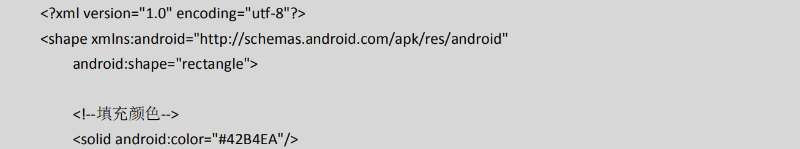 <?xml version="1.0" encoding="utf-8"?>
<shape xmlns:android="http://schemas.android.com/apk/res/android"
android:shape="rectangle">
<!--填充颜色-->
<solid android:color="#42B4EA"/>